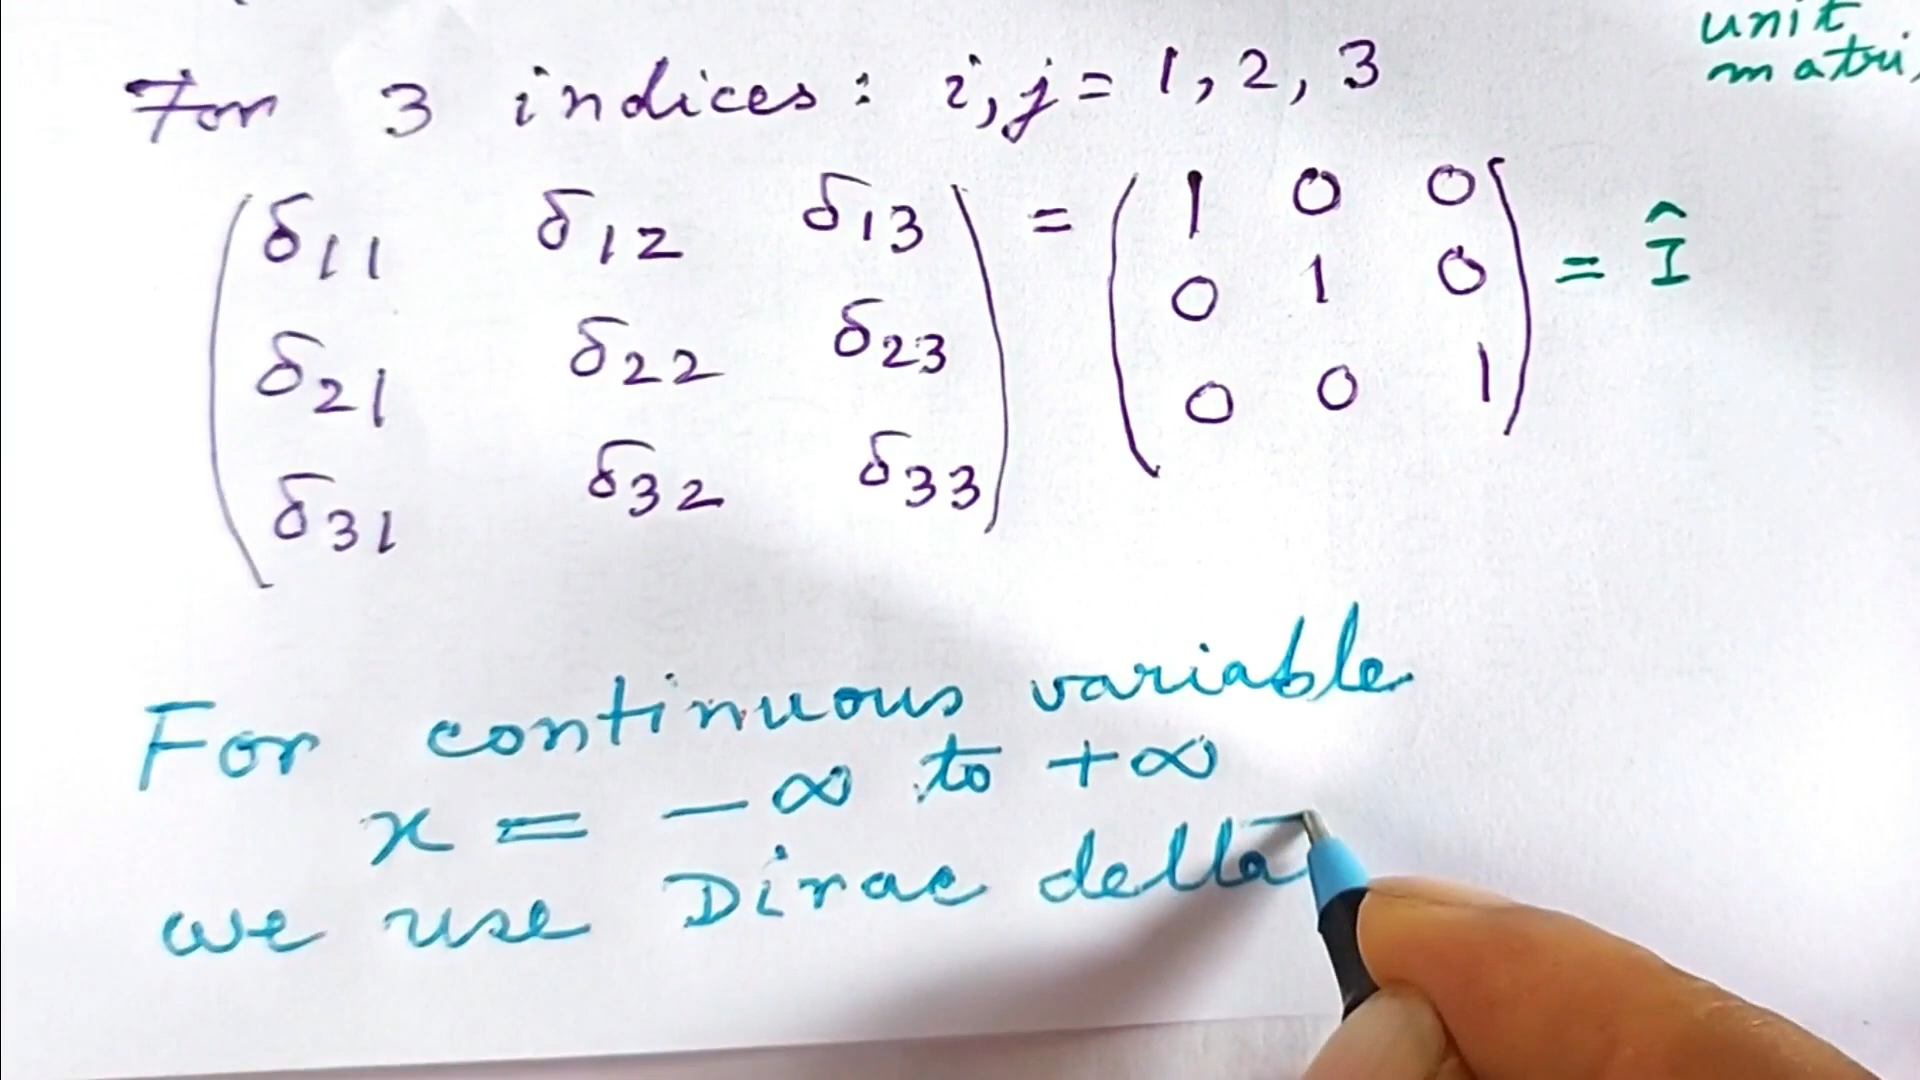 unit
matri
For 3 indices: i, j = 1, 2, 3
δ11 δ12 δ13 = 1 0 0
δ21 δ22 δ23 0 1 0 = Î
δ31 δ32 δ33 0 0 1
For continuous variable
x = - ∞ to + ∞
we use Dirac delta